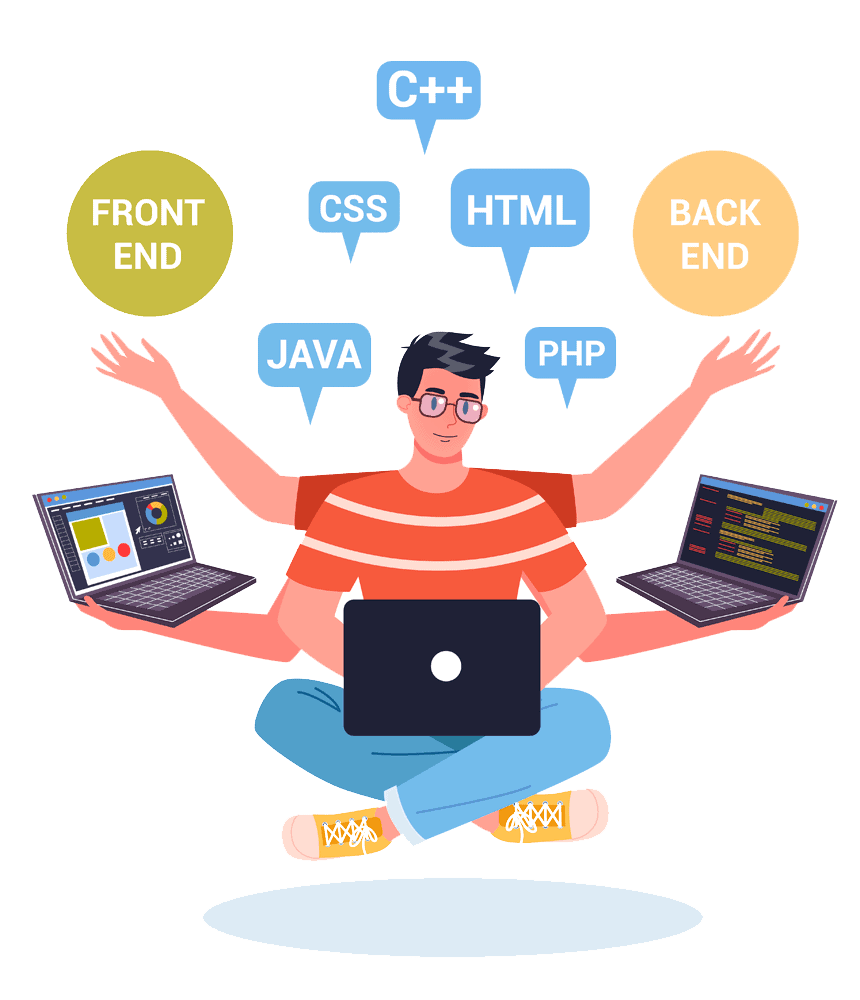 C++
FRONT
END
CSS
HTML
BACK
END
JAVA
PHP